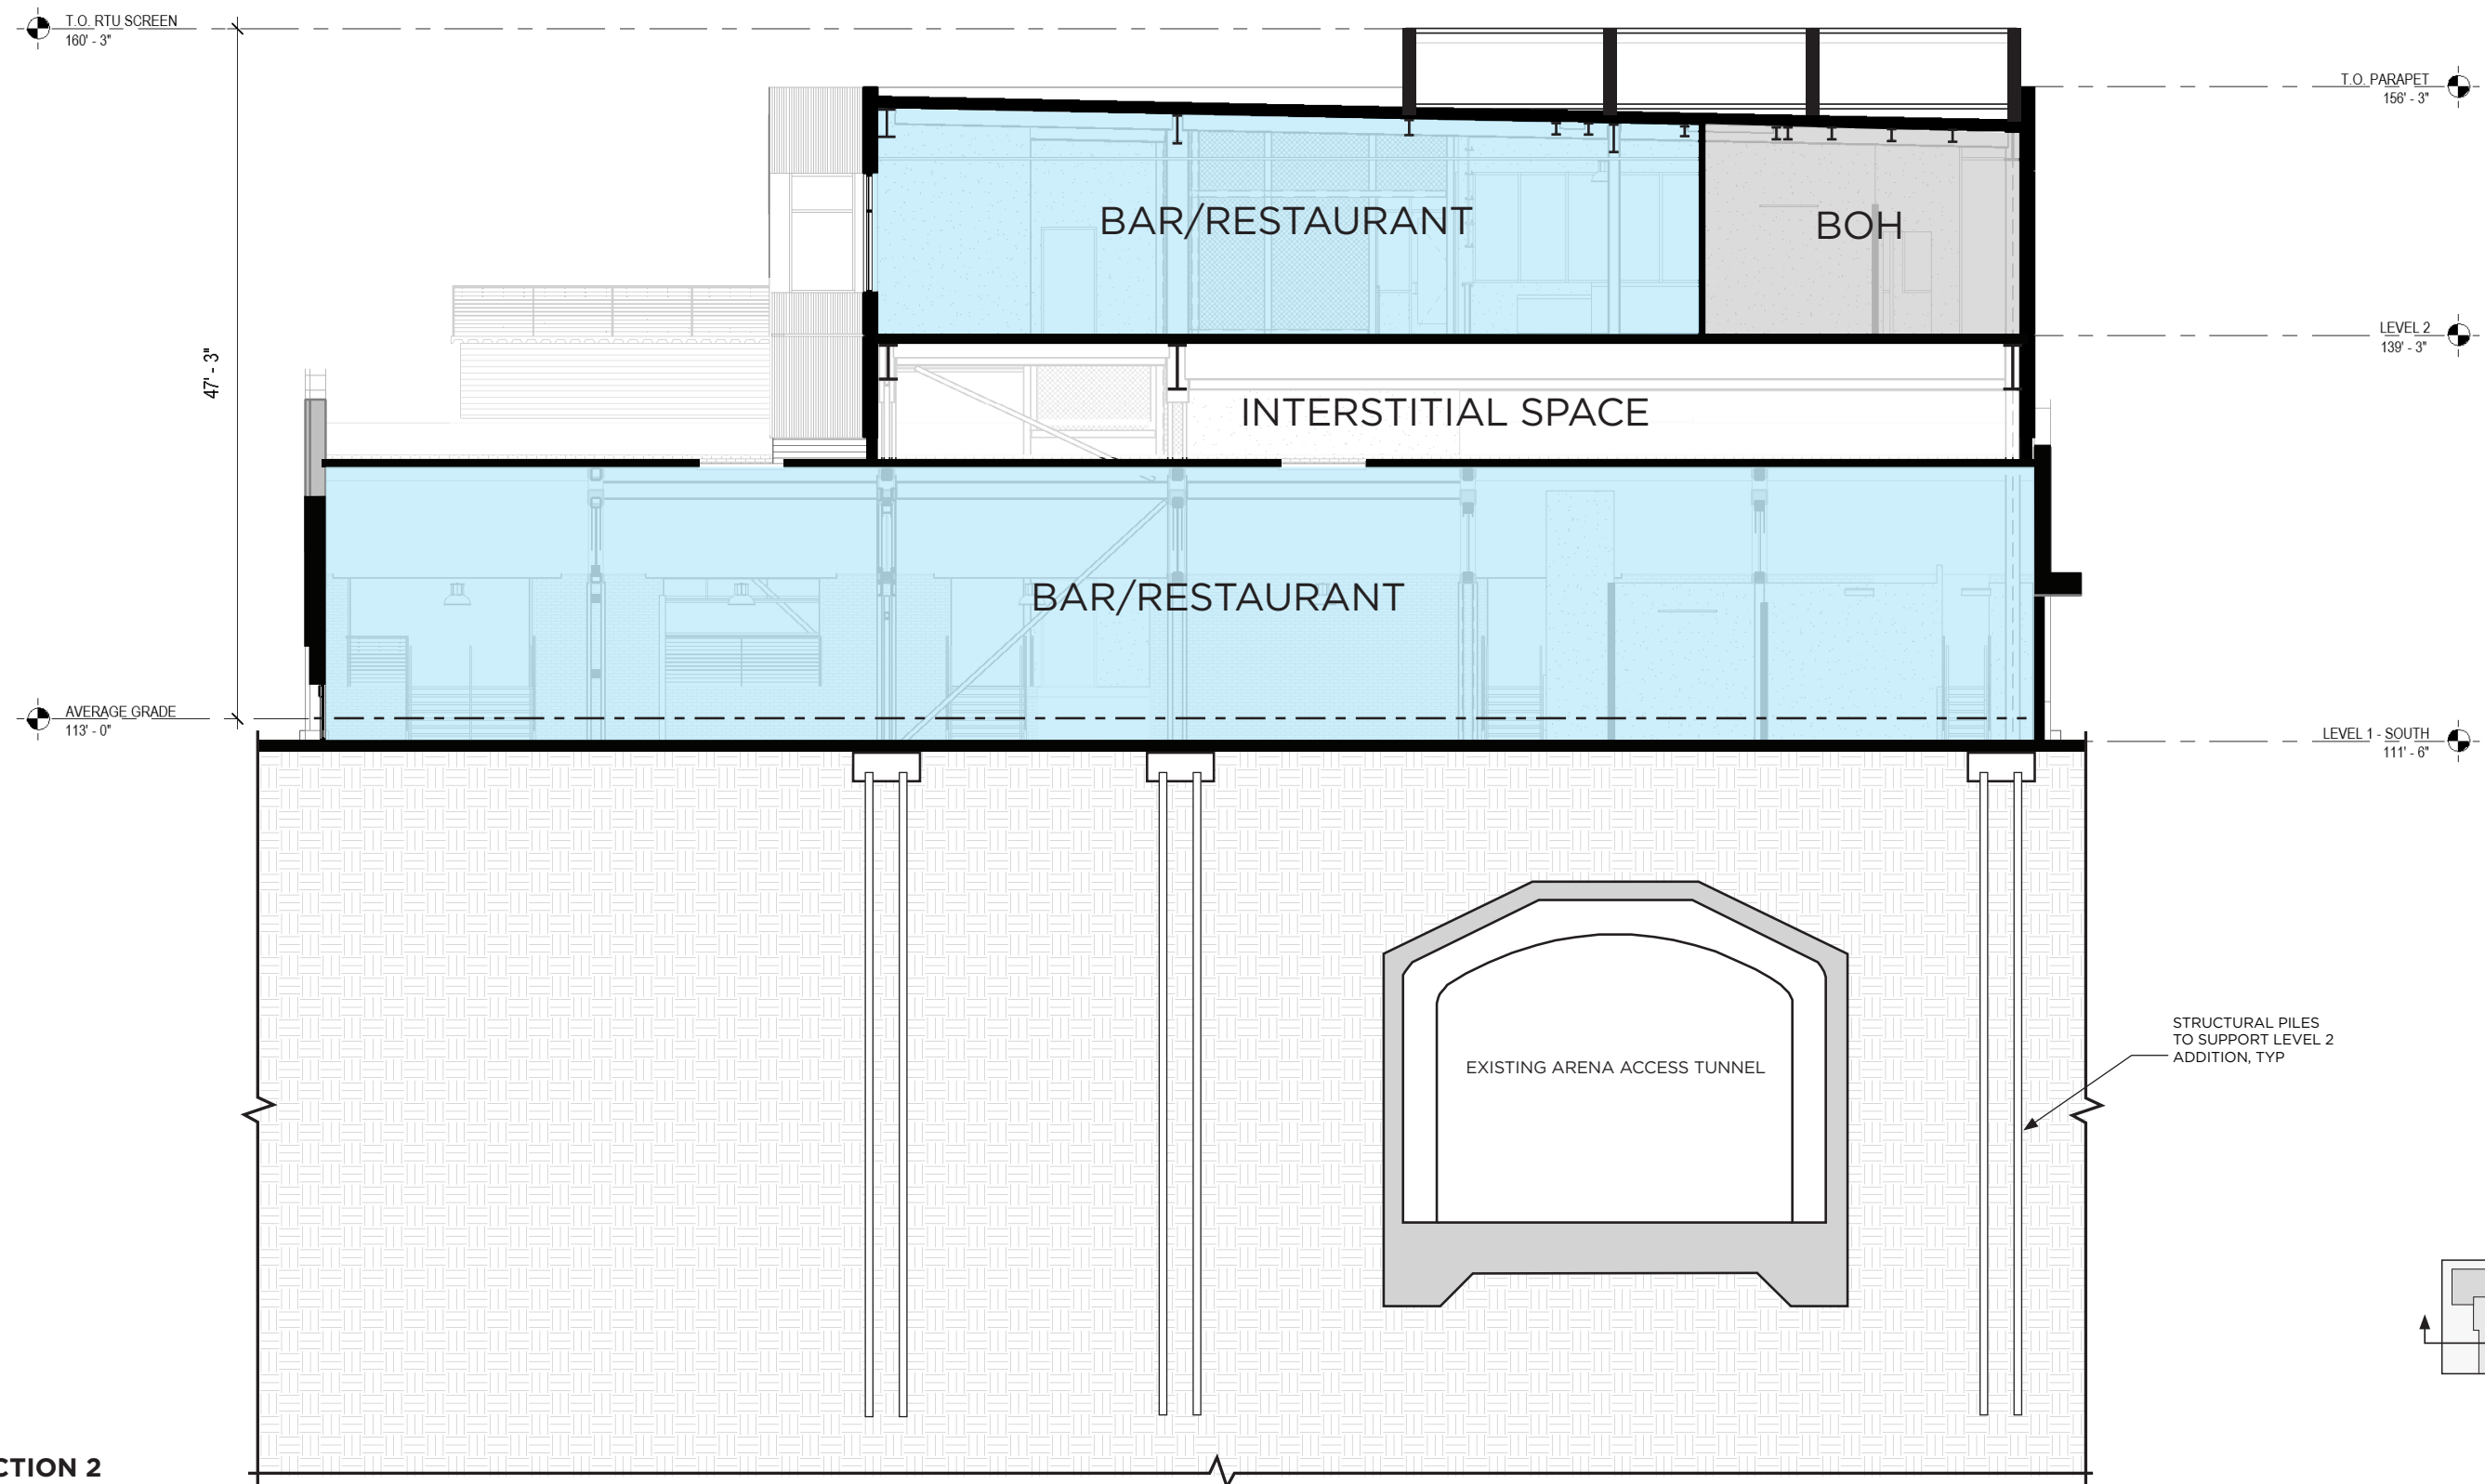 T.O. RTU SCREEN
160' - 3"
T.O. PARAPET
156' - 3"
BAR/RESTAURANT
BOH
LEVEL 2
139' - 3"
47' - 3"
INTERSTITIAL SPACE
BAR/RESTAURANT
AVERAGE GRADE
113' - 0"
LEVEL 1 - SOUTH
111' - 6"
STRUCTURAL PILES
TO SUPPORT LEVEL 2
ADDITION, TYP
EXISTING ARENA ACCESS TUNNEL
CTION 2